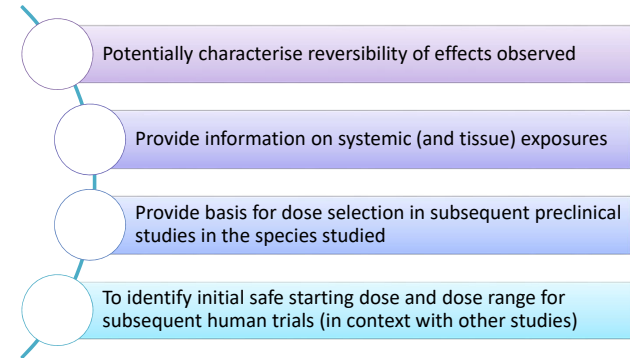 Potentially characterise reversibility of effects observed
Provide information on systemic (and tissue) exposures
Provide basis for dose selection in subsequent preclinical
studies in the species studied
To identify initial safe starting dose and dose range for
subsequent human trials (in context with other studies)